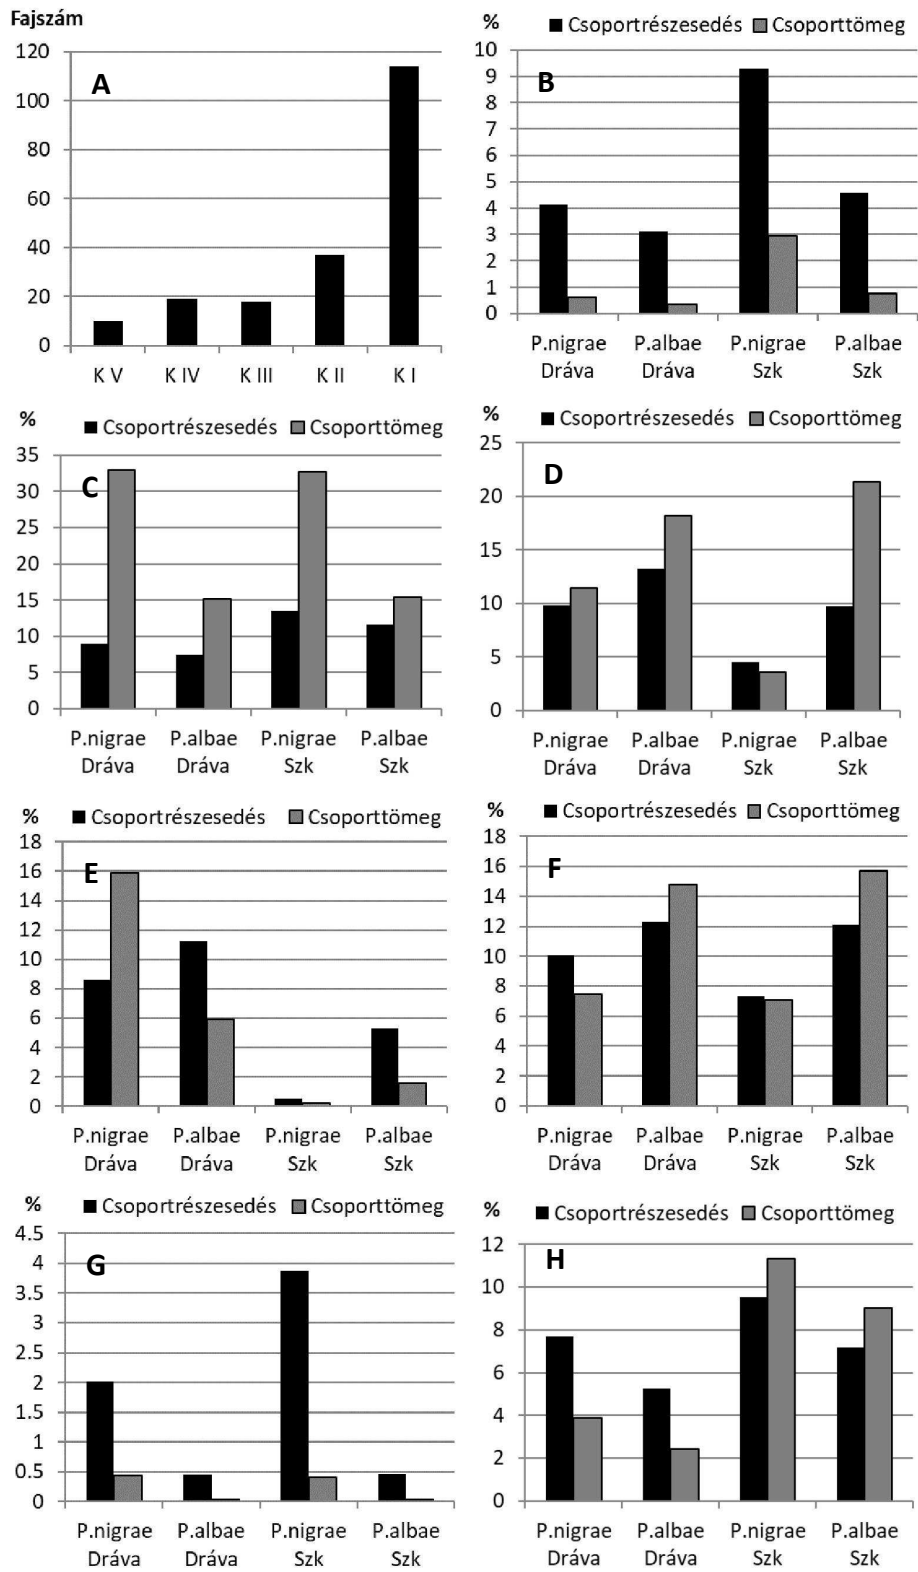 Fajszám
A
120
100
80
60
40
20
0
K V K IV K III K II K I
% Csoportrészesedés Csoporttömeg
B
10
9
8
7
6
5
4
3
2
1
0
P.nigrae P.albae P.nigrae P.albae
Dráva Dráva Szk Szk
% Csoportrészesedés Csoporttömeg
C
35
30
25
20
15
10
5
0
P.nigrae P.albae P.nigrae P.albae
Dráva Dráva Szk Szk
% Csoportrészesedés Csoporttömeg
D
25
20
15
10
5
0
P.nigrae P.albae P.nigrae P.albae
Dráva Dráva Szk Szk
% Csoportrészesedés Csoporttömeg
E
18
16
14
12
10
8
6
4
2
0
P.nigrae P.albae P.nigrae P.albae
Dráva Dráva Szk Szk
% Csoportrészesedés Csoporttömeg
F
18
16
14
12
10
8
6
4
2
0
P.nigrae P.albae P.nigrae P.albae
Dráva Dráva Szk Szk
% Csoportrészesedés Csoporttömeg
G
4.5
4
3.5
3
2.5
2
1.5
1
0.5
0
P.nigrae P.albae P.nigrae P.albae
Dráva Dráva Szk Szk
% Csoportrészesedés Csoporttömeg
H
12
10
8
6
4
2
0
P.nigrae P.albae P.nigrae P.albae
Dráva Dráva Szk Szk